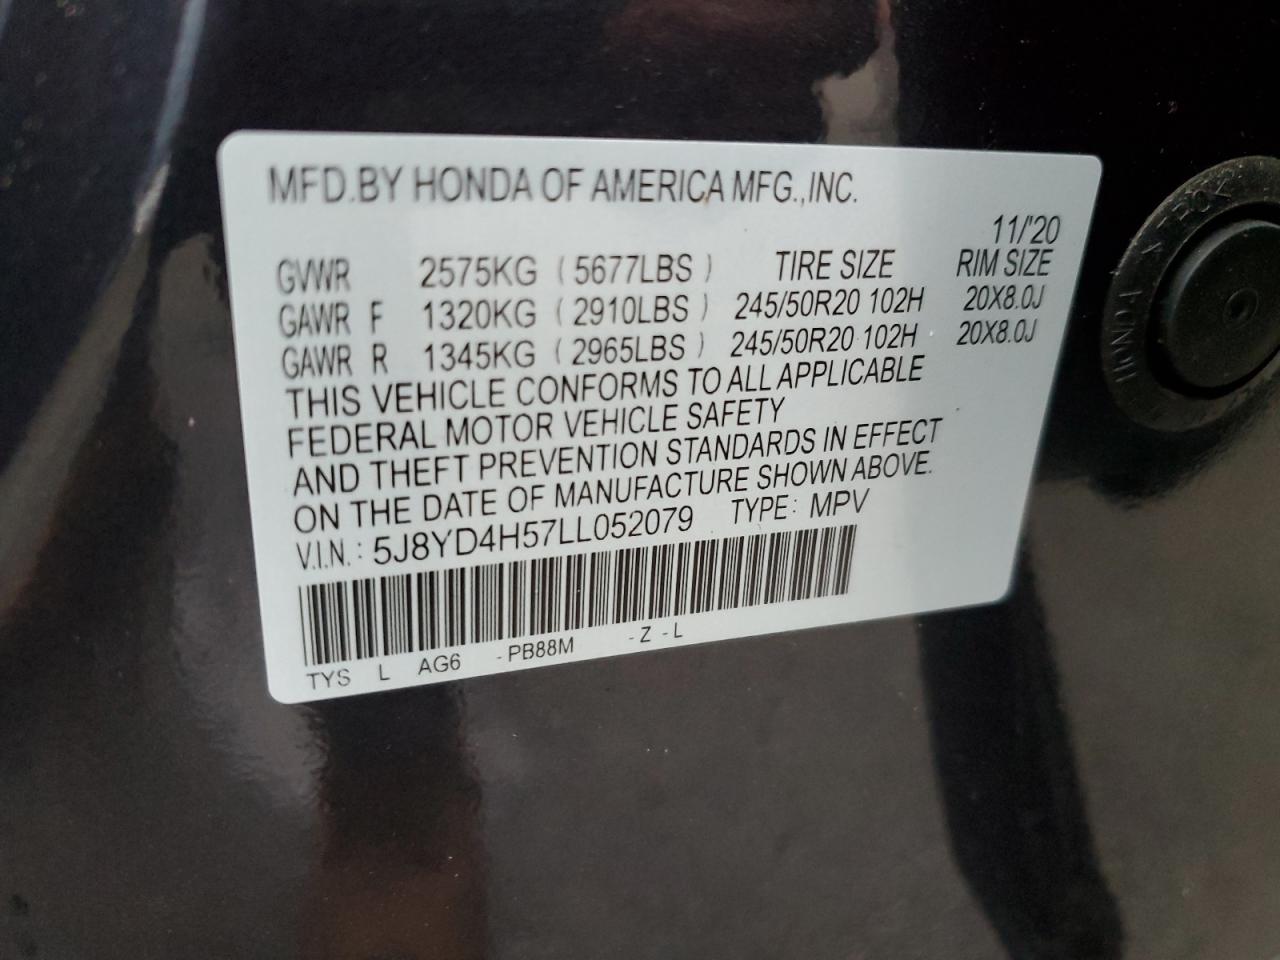 MFD.BY HONDA OF AMERICA MFG.,INC.
11/'20
GVWR 2575KG ( 5677LBS ) TIRE SIZE RIM SIZE
GAWR F 1320KG ( 2910LBS ) 245/50R20 102H 20X8.0J
GAWR R 1345KG ( 2965LBS ) 245/50R20 102H 20X8.0J
THIS VEHICLE CONFORMS TO ALL APPLICABLE
FEDERAL MOTOR VEHICLE SAFETY
AND THEFT PREVENTION STANDARDS IN EFFECT
ON THE DATE OF MANUFACTURE SHOWN ABOVE.
V.I.N.: 5J8YD4H57LL052079 TYPE: MPV
TYS L AG6 -PB88M -Z -L
HONDA